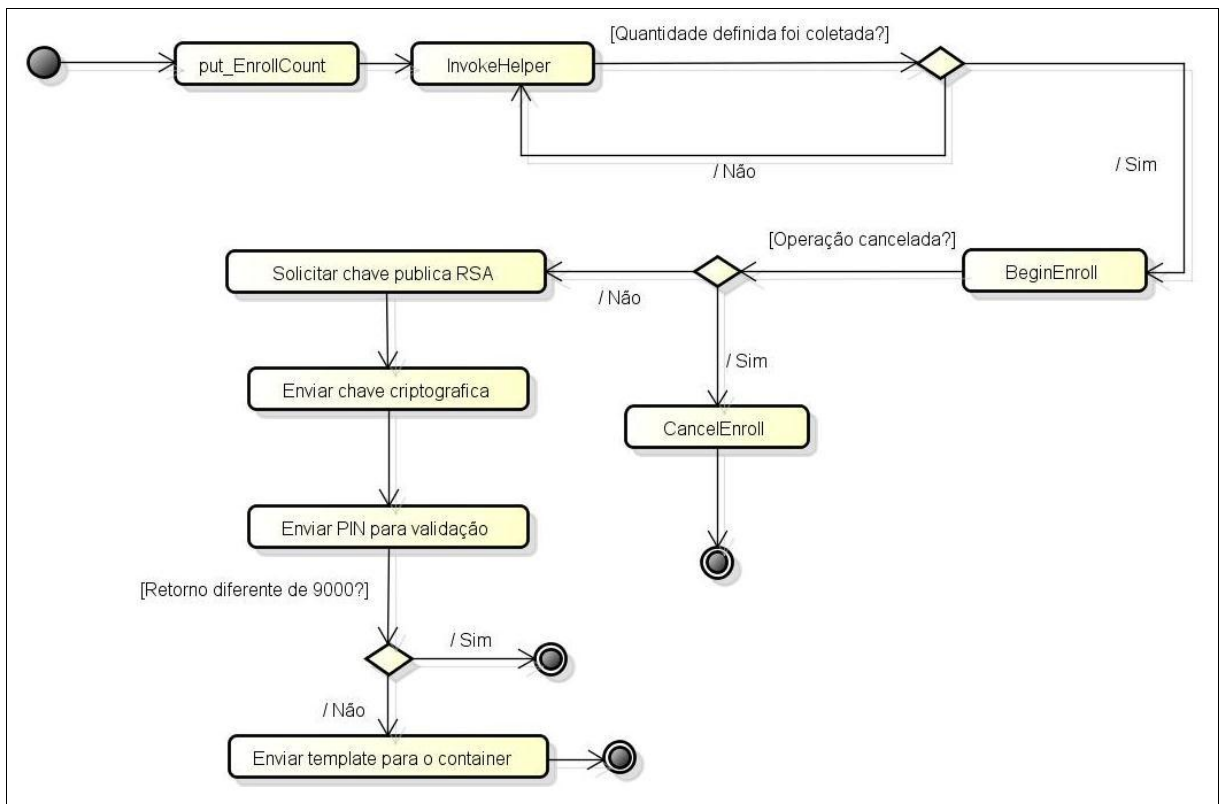 [Quantidade definida foi coletada?]
put_EnrollCount
InvokeHelper
/ Não
/ Sim
[Operação cancelada?]
Solicitar chave publica RSA
BeginEnroll
/ Não
/ Sim
Enviar chave criptografica
CancelEnroll
Enviar PIN para validação
[Retorno diferente de 9000?]
/ Sim
/ Não
Enviar template para o container